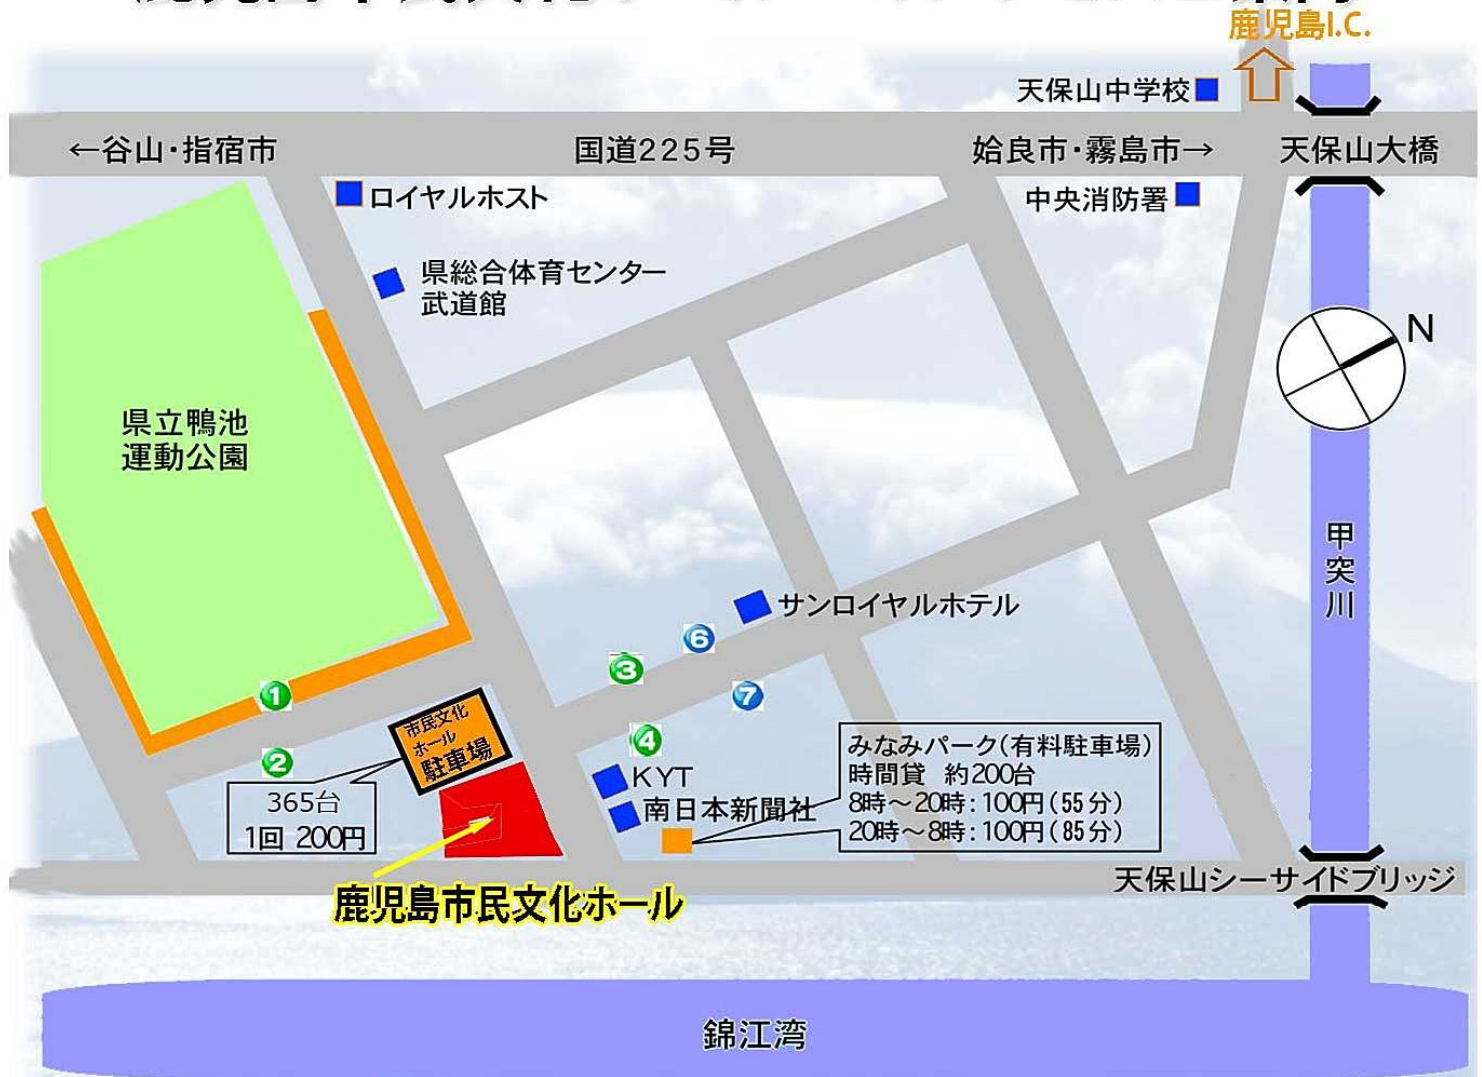 鹿児島I.C.
天保山中学校
←谷山・指宿市
国道225号
姶良市・霧島市→
天保山大橋
ロイヤルホスト
中央消防署
県総合体育センター
武道館
N
県立鴨池
運動公園
甲突川
サンロイヤルホテル
⑥
③
①
⑦
市民文化
ホール
駐車場
④
②
365台
1回 200円
KYT
南日本新聞社
みなみパーク(有料駐車場)
時間貸 約200台
8時～20時：100円(55分)
20時～8時：100円(85分)
天保山シーサイドブリッジ
鹿児島市民文化ホール
錦江湾